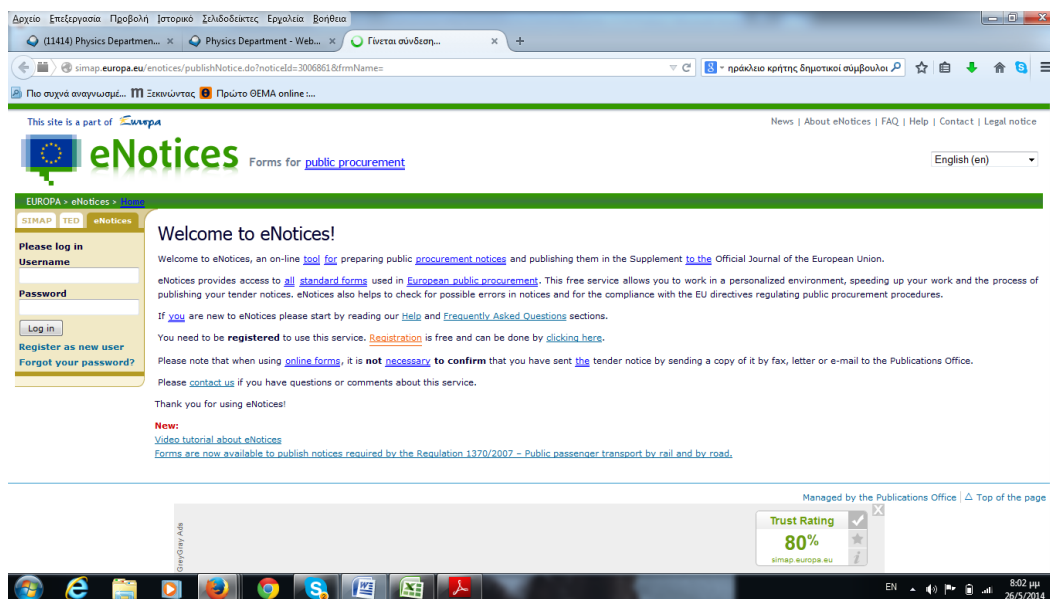 Αρχείο Επεξεργασία Προβολή Ιστορικό Σελιδοδείκτες Εργαλεία Βοήθεια
(11414) Physics Departmen... × Physics Department - Web... × Γίνεται σύνδεση... × +
simap.europa.eu/enotices/publishNotice.do?noticeId=3006861&frmName= 8 - ηράκλειο κρήτης δημοτικοί σύμβουλοι
Πιο συχνά αναγνωσμέ... Ξεκινώντας Πρώτο ΘΕΜΑ online :...
This site is a part of Europa News | About eNotices | FAQ | Help | Contact | Legal notice
eNotices Forms for public procurement English (en)
EUROPA > eNotices > Home
SIMAP TED eNotices
Please log in
Username
Password
Log in
Register as new user
Forgot your password?
Welcome to eNotices!
Welcome to eNotices, an on-line tool for preparing public procurement notices and publishing them in the Supplement to the Official Journal of the European Union.
eNotices provides access to all standard forms used in European public procurement. This free service allows you to work in a personalized environment, speeding up your work and the process of
publishing your tender notices. eNotices also helps to check for possible errors in notices and for the compliance with the EU directives regulating public procurement procedures.
If you are new to eNotices please start by reading our Help and Frequently Asked Questions sections.
You need to be registered to use this service. Registration is free and can be done by clicking here.
Please note that when using online forms, it is not necessary to confirm that you have sent the tender notice by sending a copy of it by fax, letter or e-mail to the Publications Office.
Please contact us if you have questions or comments about this service.
Thank you for using eNotices!
New:
Video tutorial about eNotices
Forms are now available to publish notices required by the Regulation 1370/2007 – Public passenger transport by rail and by road.
Managed by the Publications Office | Top of the page
GreyGray Ads
Trust Rating
80%
simap.europa.eu
EN 8:02 μμ
26/5/2014